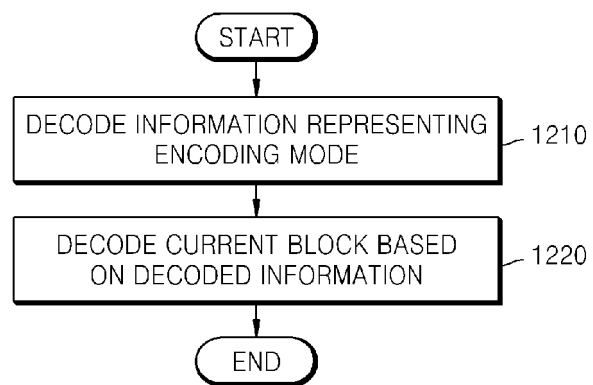 START
DECODE INFORMATION REPRESENTING
ENCODING MODE
1210
DECODE CURRENT BLOCK BASED
ON DECODED INFORMATION
1220
END